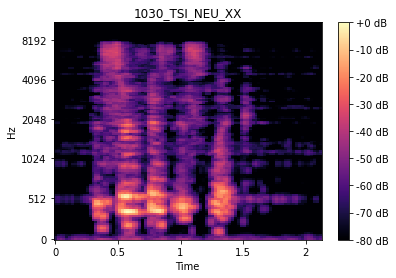 1030_TSI_NEU_XX
8192
4096
2048
1024
512
0
Hz
0
0.5
1
1.5
2
Time
+0 dB
-10 dB
-20 dB
-30 dB
-40 dB
-50 dB
-60 dB
-70 dB
-80 dB